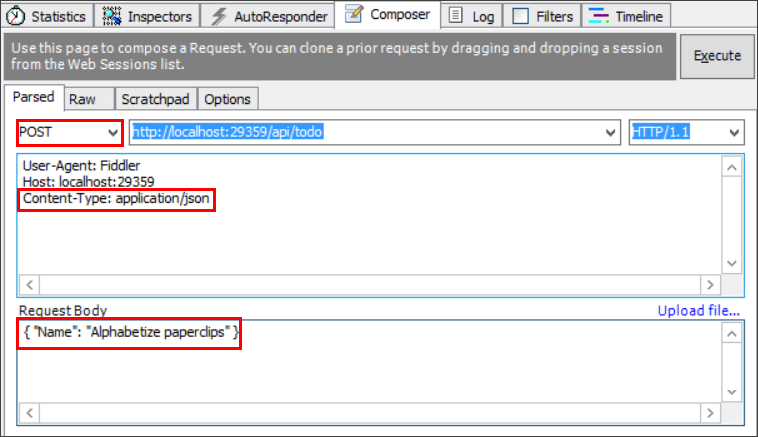 Statistics Inspectors AutoResponder Composer Log Filters Timeline
Use this page to compose a Request. You can clone a prior request by dragging and dropping a session
from the Web Sessions list.
Execute
Parsed Raw Scratchpad Options
POST http://localhost:29359/api/todo HTTP/1.1
User-Agent: Fiddler
Host: localhost:29359
Content-Type: application/json
Request Body Upload file...
{ "Name": "Alphabetize paperclips" }